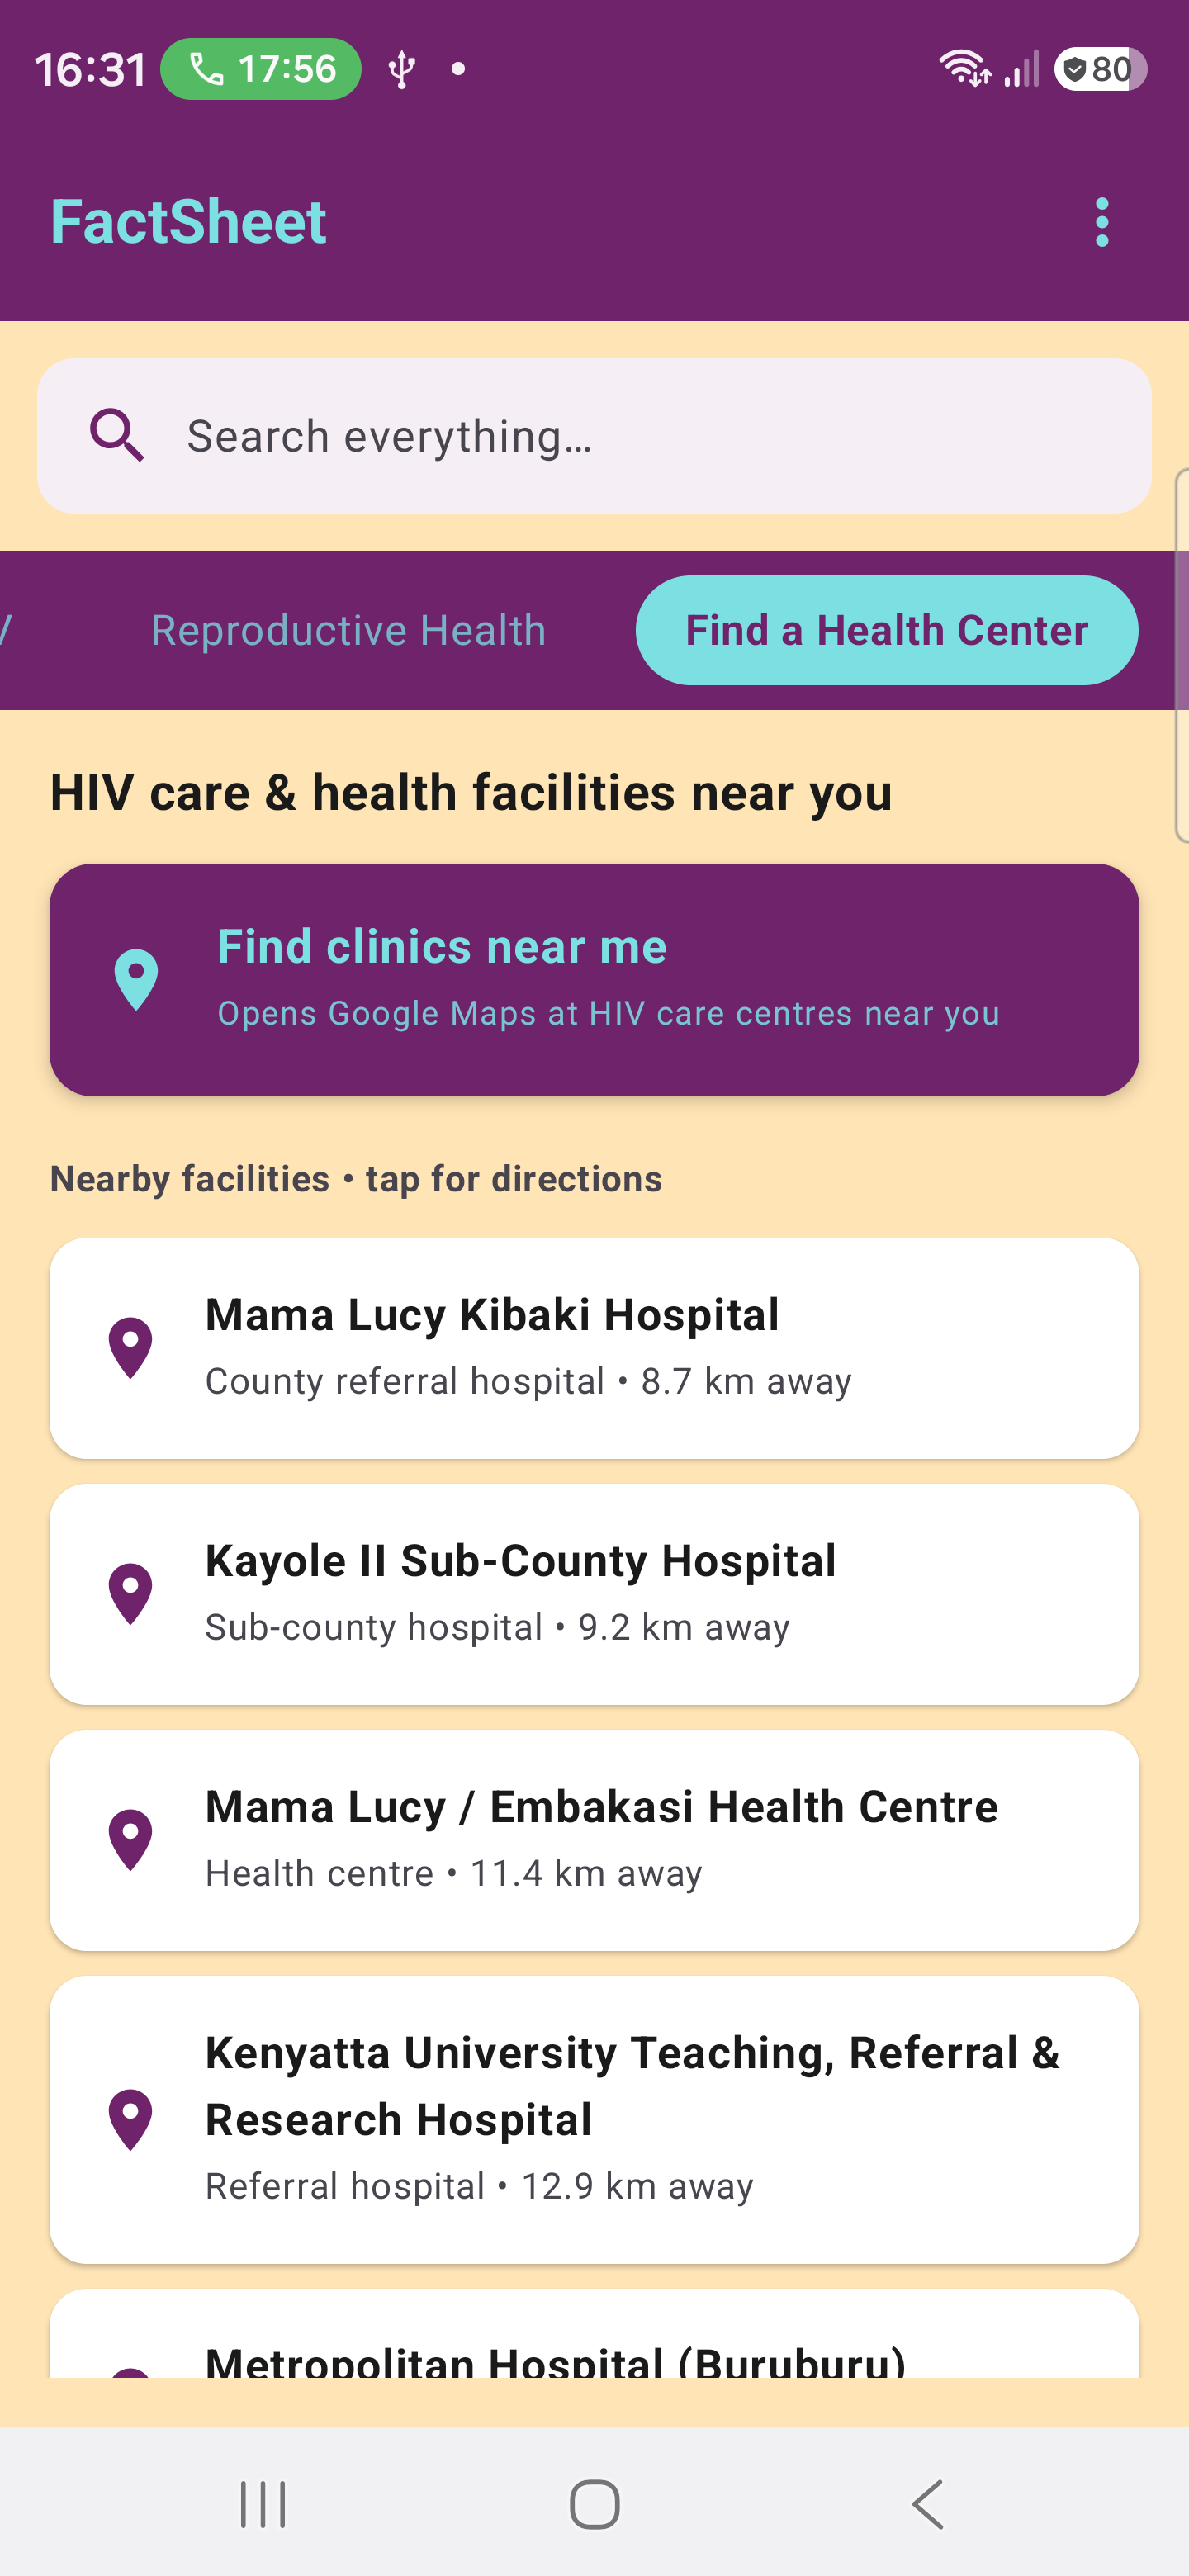 16:31 17:56 80
FactSheet
Search everything...
Reproductive Health Find a Health Center
HIV care & health facilities near you
Find clinics near me
Opens Google Maps at HIV care centres near you
Nearby facilities • tap for directions
Mama Lucy Kibaki Hospital
County referral hospital • 8.7 km away
Kayole II Sub-County Hospital
Sub-county hospital • 9.2 km away
Mama Lucy / Embakasi Health Centre
Health centre • 11.4 km away
Kenyatta University Teaching, Referral &
Research Hospital
Referral hospital • 12.9 km away
Metropolitan Hospital (Buruburu)